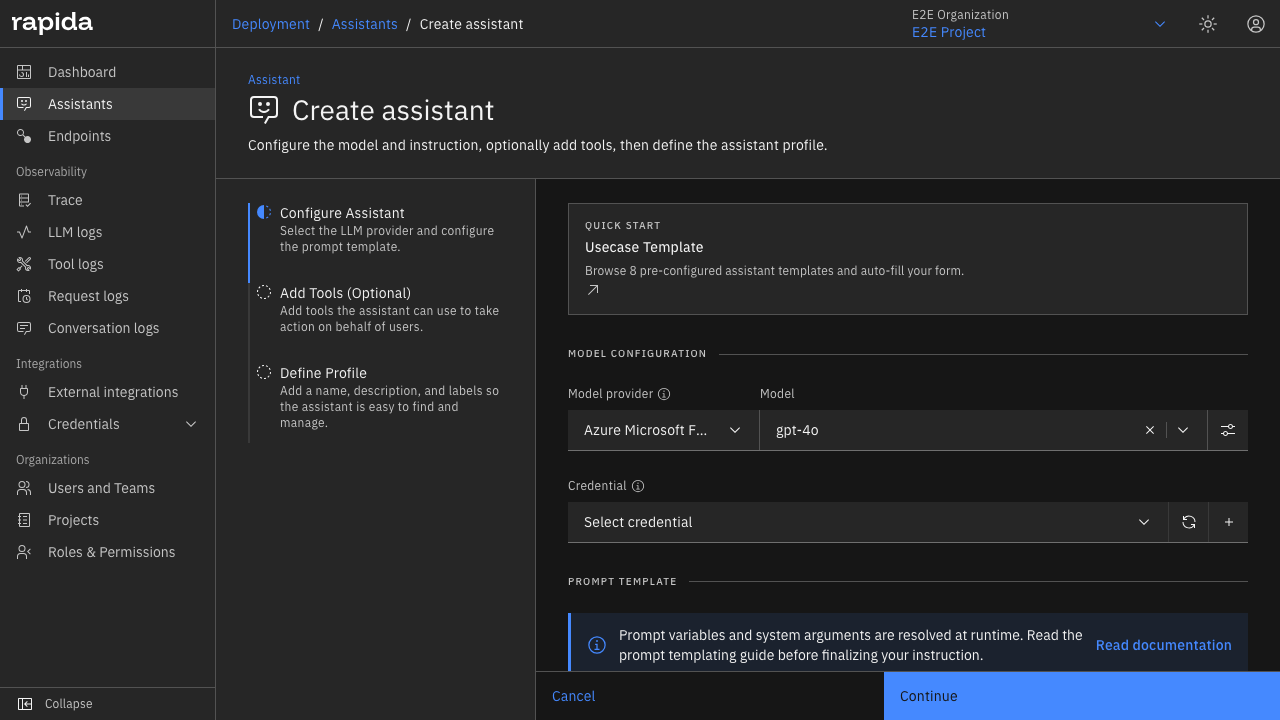 rapida
Deployment / Assistants / Create assistant
E2E Organization
E2E Project
Dashboard
Assistants
Endpoints
Observability
Trace
LLM logs
Tool logs
Request logs
Conversation logs
Integrations
External integrations
Credentials
Organizations
Users and Teams
Projects
Roles & Permissions
Collapse
Assistant
Create assistant
Configure the model and instruction, optionally add tools, then define the assistant profile.
Configure Assistant
Select the LLM provider and configure
the prompt template.
Add Tools (Optional)
Add tools the assistant can use to take
action on behalf of users.
Define Profile
Add a name, description, and labels so
the assistant is easy to find and
manage.
QUICK START
Usecase Template
Browse 8 pre-configured assistant templates and auto-fill your form.
MODEL CONFIGURATION
Model provider
Model
Azure Microsoft F...
gpt-4o
Credential
Select credential
PROMPT TEMPLATE
Prompt variables and system arguments are resolved at runtime. Read the
prompt templating guide before finalizing your instruction.
Read documentation
Cancel
Continue